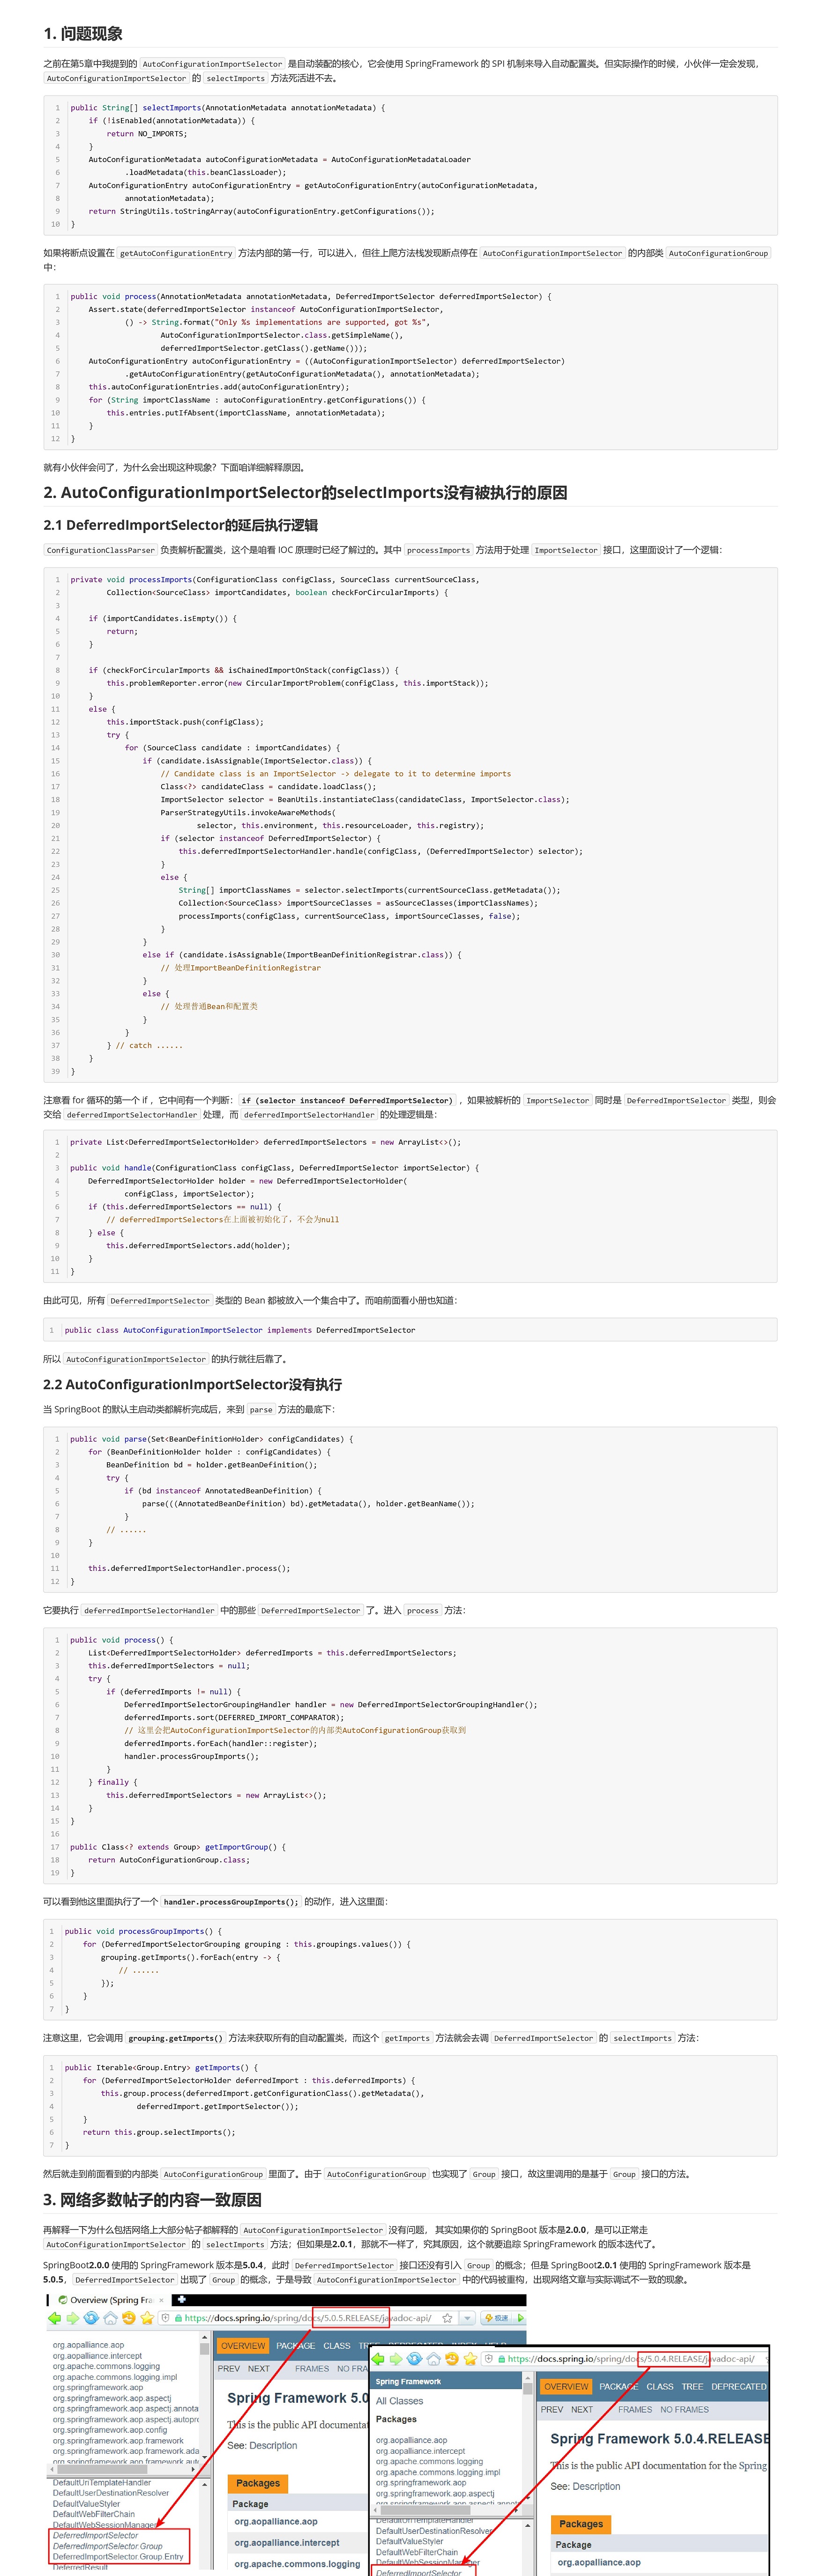 1. 问题现象
之前在第5章中我提到的 AutoConfigurationImportSelector 是自动装配的核心，它会使用 SpringFramework 的 SPI 机制来导入自动配置类。但实际操作的时候，小伙伴一定会发现，
AutoConfigurationImportSelector 的 selectImports 方法死活进不去。
1 public String[] selectImports(AnnotationMetadata annotationMetadata) {
2 if (!isEnabled(annotationMetadata)) {
3 return NO_IMPORTS;
4 }
5 AutoConfigurationMetadata autoConfigurationMetadata = AutoConfigurationMetadataLoader
6 .loadMetadata(this.beanClassLoader);
7 AutoConfigurationEntry autoConfigurationEntry = getAutoConfigurationEntry(autoConfigurationMetadata,
8 annotationMetadata);
9 return StringUtils.toStringArray(autoConfigurationEntry.getConfigurations());
10 }
如果将断点设置在 getAutoConfigurationEntry 方法内部的第一行，可以进入，但往上爬方法栈发现断点停在 AutoConfigurationImportSelector 的内部类 AutoConfigurationGroup
中：
1 public void process(AnnotationMetadata annotationMetadata, DeferredImportSelector deferredImportSelector) {
2 Assert.state(deferredImportSelector instanceof AutoConfigurationImportSelector,
3 () -> String.format("Only %s implementations are supported, got %s",
4 AutoConfigurationImportSelector.class.getSimpleName(),
5 deferredImportSelector.getClass().getName()));
6 AutoConfigurationEntry autoConfigurationEntry = ((AutoConfigurationImportSelector) deferredImportSelector)
7 .getAutoConfigurationEntry(getAutoConfigurationMetadata(), annotationMetadata);
8 this.autoConfigurationEntries.add(autoConfigurationEntry);
9 for (String importClassName : autoConfigurationEntry.getConfigurations()) {
10 this.entries.putIfAbsent(importClassName, annotationMetadata);
11 }
12 }
就有小伙伴会问了，为什么会出现这种现象？下面咱详细解释原因。
2. AutoConfigurationImportSelector的selectImports没有被执行的原因
2.1 DeferredImportSelector的延后执行逻辑
ConfigurationClassParser 负责解析配置类，这个是咱看 IOC 原理时已经了解过的。其中 processImports 方法用于处理 ImportSelector 接口，这里面设计了一个逻辑：
1 private void processImports(ConfigurationClass configClass, SourceClass currentSourceClass,
2 Collection<SourceClass> importCandidates, boolean checkForCircularImports) {
3
4 if (importCandidates.isEmpty()) {
5 return;
6 }
7
8 if (checkForCircularImports && isChainedImportOnStack(configClass)) {
9 this.problemReporter.error(new CircularImportProblem(configClass, this.importStack));
10 }
11 else {
12 this.importStack.push(configClass);
13 try {
14 for (SourceClass candidate : importCandidates) {
15 if (candidate.isAssignable(ImportSelector.class)) {
16 // Candidate class is an ImportSelector -> delegate to it to determine imports
17 Class<?> candidateClass = candidate.loadClass();
18 ImportSelector selector = BeanUtils.instantiateClass(candidateClass, ImportSelector.class);
19 ParserStrategyUtils.invokeAwareMethods(
20 selector, this.environment, this.resourceLoader, this.registry);
21 if (selector instanceof DeferredImportSelector) {
22 this.deferredImportSelectorHandler.handle(configClass, (DeferredImportSelector) selector);
23 }
24 else {
25 String[] importClassNames = selector.selectImports(currentSourceClass.getMetadata());
26 Collection<SourceClass> importSourceClasses = asSourceClasses(importClassNames);
27 processImports(configClass, currentSourceClass, importSourceClasses, false);
28 }
29 }
30 else if (candidate.isAssignable(ImportBeanDefinitionRegistrar.class)) {
31 // 处理ImportBeanDefinitionRegistrar
32 }
33 else {
34 // 处理普通Bean和配置类
35 }
36 }
37 } // catch ......
38 }
39 }
注意看 for 循环的第一个 if ，它中间有一个判断： if (selector instanceof DeferredImportSelector) ，如果被解析的 ImportSelector 同时是 DeferredImportSelector 类型，则会
交给 deferredImportSelectorHandler 处理，而 deferredImportSelectorHandler 的处理逻辑是：
1 private List<DeferredImportSelectorHolder> deferredImportSelectors = new ArrayList<>();
2
3 public void handle(ConfigurationClass configClass, DeferredImportSelector importSelector) {
4 DeferredImportSelectorHolder holder = new DeferredImportSelectorHolder(
5 configClass, importSelector);
6 if (this.deferredImportSelectors == null) {
7 // deferredImportSelectors在上面被初始化了，不会为null
8 } else {
9 this.deferredImportSelectors.add(holder);
10 }
11 }
由此可见，所有 DeferredImportSelector 类型的 Bean 都被放入一个集合中了。而咱前面看小册也知道：
1 public class AutoConfigurationImportSelector implements DeferredImportSelector
所以 AutoConfigurationImportSelector 的执行就往后靠了。
2.2 AutoConfigurationImportSelector没有执行
当 SpringBoot 的默认主启动类都解析完成后，来到 parse 方法的最底下：
1 public void parse(Set<BeanDefinitionHolder> configCandidates) {
2 for (BeanDefinitionHolder holder : configCandidates) {
3 BeanDefinition bd = holder.getBeanDefinition();
4 try {
5 if (bd instanceof AnnotatedBeanDefinition) {
6 parse(((AnnotatedBeanDefinition) bd).getMetadata(), holder.getBeanName());
7 }
8 // ......
9 }
10
11 this.deferredImportSelectorHandler.process();
12 }
它要执行 deferredImportSelectorHandler 中的那些 DeferredImportSelector 了。进入 process 方法：
1 public void process() {
2 List<DeferredImportSelectorHolder> deferredImports = this.deferredImportSelectors;
3 this.deferredImportSelectors = null;
4 try {
5 if (deferredImports != null) {
6 DeferredImportSelectorGroupingHandler handler = new DeferredImportSelectorGroupingHandler();
7 deferredImports.sort(DEFERRED_IMPORT_COMPARATOR);
8 // 这里会把AutoConfigurationImportSelector的内部类AutoConfigurationGroup获取到
9 deferredImports.forEach(handler::register);
10 handler.processGroupImports();
11 }
12 } finally {
13 this.deferredImportSelectors = new ArrayList<>();
14 }
15 }
16
17 public Class<? extends Group> getImportGroup() {
18 return AutoConfigurationGroup.class;
19 }
可以看到他这里面执行了一个 handler.processGroupImports(); 的动作，进入这里面：
1 public void processGroupImports() {
2 for (DeferredImportSelectorGrouping grouping : this.groupings.values()) {
3 grouping.getImports().forEach(entry -> {
4 // ......
5 });
6 }
7 }
注意这里，它会调用 grouping.getImports() 方法来获取所有的自动配置类，而这个 getImports 方法就会去调 DeferredImportSelector 的 selectImports 方法：
1 public Iterable<Group.Entry> getImports() {
2 for (DeferredImportSelectorHolder deferredImport : this.deferredImports) {
3 this.group.process(deferredImport.getConfigurationClass().getMetadata(),
4 deferredImport.getImportSelector());
5 }
6 return this.group.selectImports();
7 }
然后就走到前面看到的内部类 AutoConfigurationGroup 里面了。由于 AutoConfigurationGroup 也实现了 Group 接口，故这里调用的是基于 Group 接口的方法。
3. 网络多数帖子的内容一致原因
再解释一下为什么包括网络上大部分帖子都解释的 AutoConfigurationImportSelector 没有问题， 其实如果你的 SpringBoot 版本是2.0.0，是可以正常走
AutoConfigurationImportSelector 的 selectImports 方法；但如果是2.0.1，那就不一样了，究其原因，这个就要追踪 SpringFramework 的版本迭代了。
SpringBoot2.0.0 使用的 SpringFramework 版本是5.0.4，此时 DeferredImportSelector 接口还没有引入 Group 的概念；但是 SpringBoot2.0.1 使用的 SpringFramework 版本是
5.0.5，DeferredImportSelector 出现了 Group 的概念，于是导致 AutoConfigurationImportSelector 中的代码被重构，出现网络文章与实际调试不一致的现象。
Overview (Spring Fra
https://docs.spring.io/spring/docs/5.0.5.RELEASE/javadoc-api/
极速
org.aopalliance.aop
org.aopalliance.intercept
org.apache.commons.logging
org.apache.commons.logging.impl
org.springframework.aop
org.springframework.aop.aspectj
org.springframework.aop.aspectj.annota
org.springframework.aop.aspectj.autopro
org.springframework.aop.config
org.springframework.aop.framework
org.springframework.aop.framework.ada
DefaultUriTemplateHandler
DefaultUserDestinationResolver
DefaultValueStyler
DefaultWebFilterChain
DefaultWebSessionManager
DeferredImportSelector
DeferredImportSelector.Group
DeferredImportSelector.Group.Entry
DeferredResult
OVERVIEW PACKAGE CLASS
PREV NEXT FRAMES NO FRA
Spring Framework 5.0
This is the public API documentat
See: Description
Packages
Package
org.aopalliance.aop
org.aopalliance.intercept
org.apache.commons.logging
https://docs.spring.io/spring/docs/5.0.4.RELEASE/javadoc-api/
Spring Framework
All Classes
Packages
org.aopalliance.aop
org.aopalliance.intercept
org.apache.commons.logging
org.apache.commons.logging.impl
org.springframework.aop
org.springframework.aop.aspectj
DefaultUriTemplateHandler
DefaultUserDestinationResolver
DefaultValueStyler
DefaultWebFilterChain
DefaultWebSessionManager
DeferredImportSelector
OVERVIEW PACKAGE CLASS TREE DEPRECATED
PREV NEXT FRAMES NO FRAMES
Spring Framework 5.0.4.RELEASE
This is the public API documentation for the Spring
See: Description
Packages
Package
org.aopalliance.aop